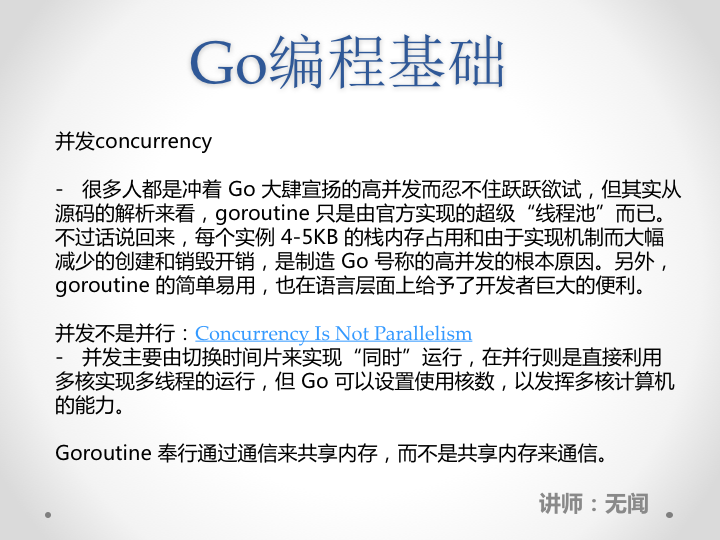 Go编程基础
并发concurrency
- 很多人都是冲着 Go 大肆宣扬的高并发而忍不住跃跃欲试，但其实从
源码的解析来看，goroutine 只是由官方实现的超级“线程池”而已。
不过话说回来，每个实例 4-5KB 的栈内存占用和由于实现机制而大幅
减少的创建和销毁开销，是制造 Go 号称的高并发的根本原因。另外，
goroutine 的简单易用，也在语言层面上给予了开发者巨大的便利。
并发不是并行：Concurrency Is Not Parallelism
- 并发主要由切换时间片来实现“同时”运行，在并行则是直接利用
多核实现多线程的运行，但 Go 可以设置使用核数，以发挥多核计算机
的能力。
Goroutine 奉行通过通信来共享内存，而不是共享内存来通信。
讲师：无闻